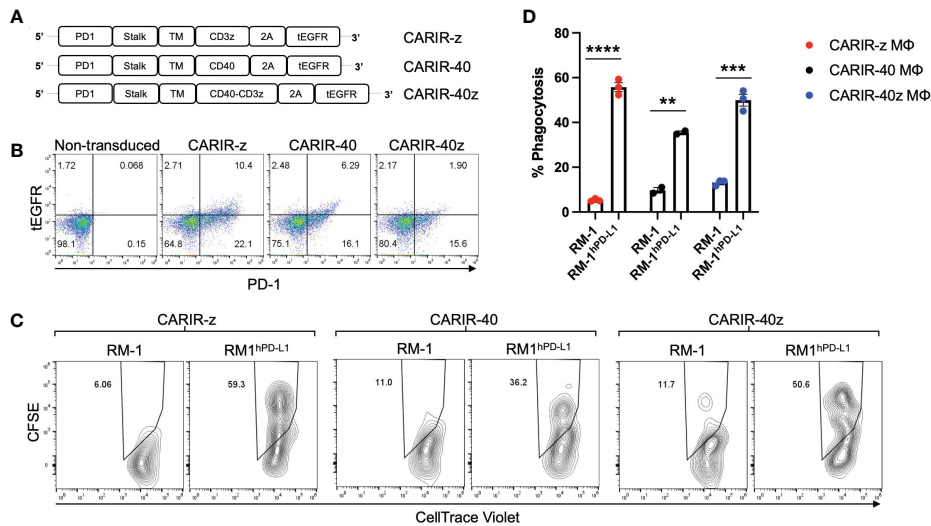 A
5' PD1 Stalk TM CD3z 2A tEGFR 3' CARIR-z
5' PD1 Stalk TM CD40 2A tEGFR 3' CARIR-40
5' PD1 Stalk TM CD40-CD3z 2A tEGFR 3' CARIR-40z
B
Non-transduced CARIR-z CARIR-40 CARIR-40z
1.72 0.068 2.71 10.4 2.48 6.29 2.17 1.90
tEGFR
98.1 0.15 64.8 22.1 75.1 16.1 80.4 15.6
PD-1
C
CARIR-z CARIR-40 CARIR-40z
RM-1 RM1hPD-L1 RM-1 RM1hPD-L1 RM-1 RM1hPD-L1
6.06 59.3 11.0 36.2 11.7 50.6
CFSE
CellTrace Violet
D
% Phagocytosis
80
60
40
20
0
**** ** ***
RM-1 RM-1hPD-L1 RM-1 RM-1hPD-L1 RM-1 RM-1hPD-L1
CARIR-z MΦ
CARIR-40 MΦ
CARIR-40z MΦ